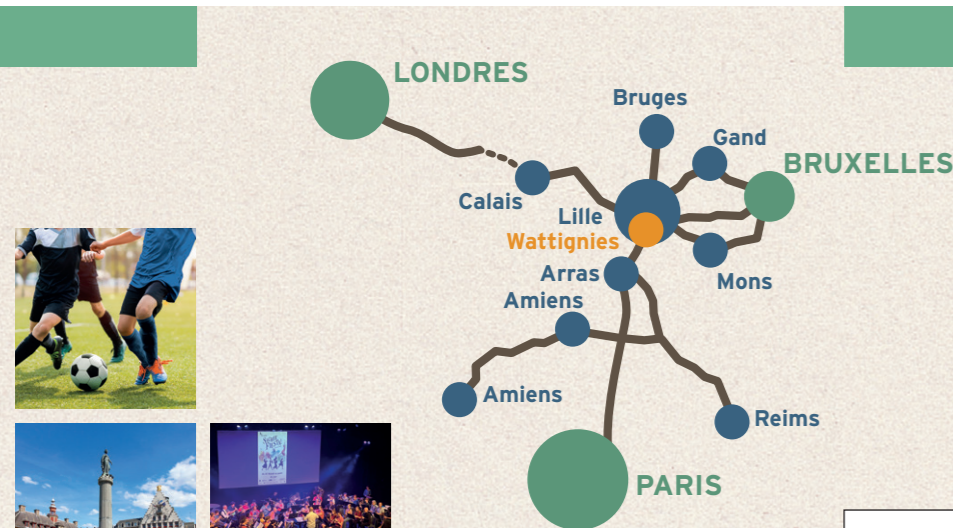 LONDRES
Bruges
Gand
BRUXELLES
Calais
Lille
Wattignies
Arras
Mons
Amiens
Amiens
Reims
PARIS